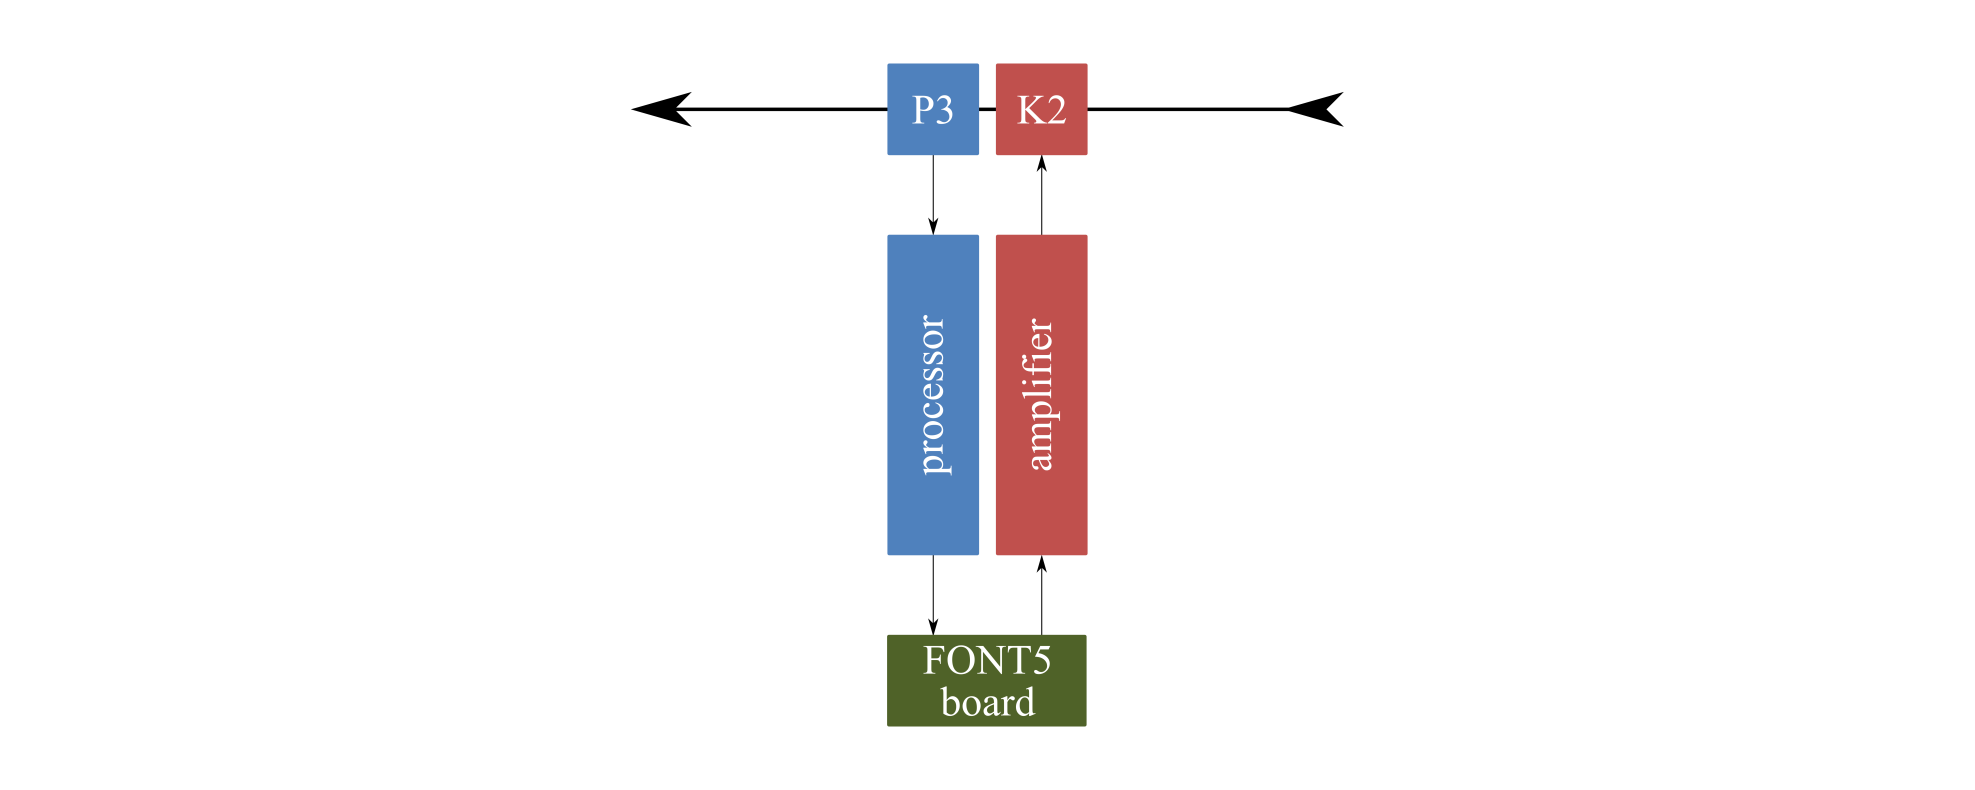 P3
K2
processor
amplifier
FONT5
board